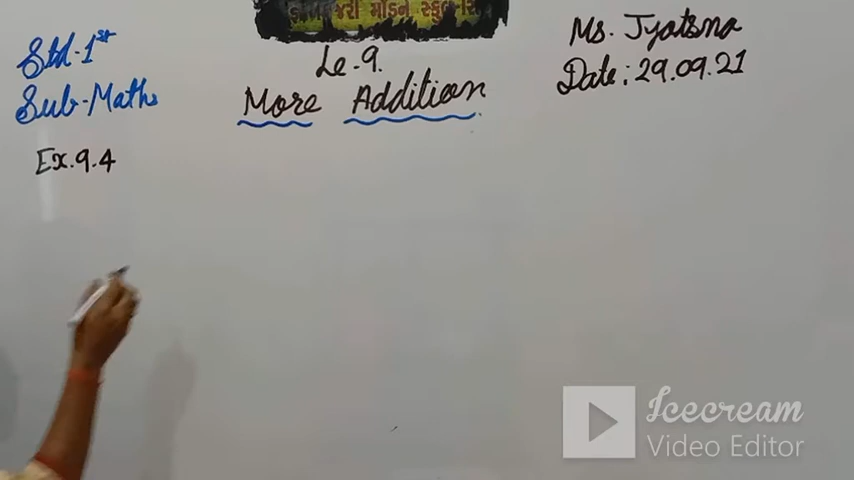 મોડર્ન સ્કૂલ
Std-1st
Sub-Maths
Le-9.
More Addition
Ms. Jyotsna
Date: 29.09.21
Ex.9.4
Icecream
Video Editor